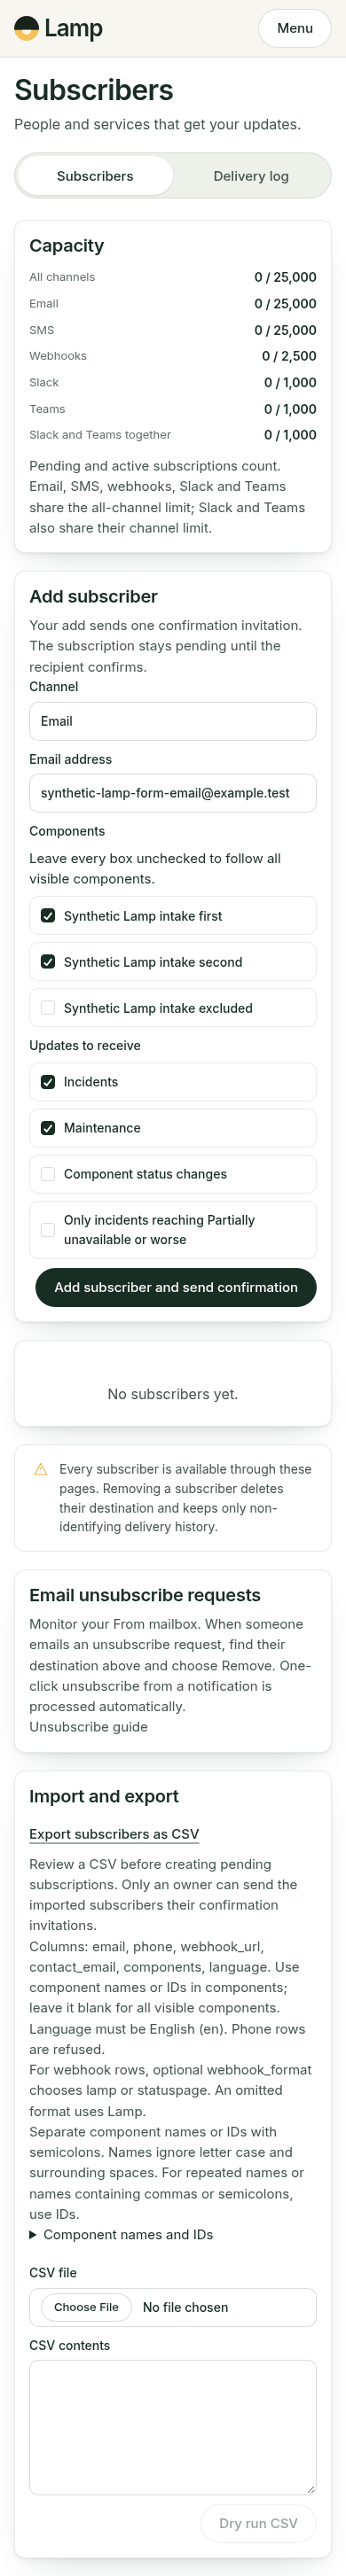 Lamp
Menu
Subscribers
People and services that get your updates.
Subscribers
Delivery log
Capacity
All channels 0 / 25,000
Email 0 / 25,000
SMS 0 / 25,000
Webhooks 0 / 2,500
Slack 0 / 1,000
Teams 0 / 1,000
Slack and Teams together 0 / 1,000
Pending and active subscriptions count.
Email, SMS, webhooks, Slack and Teams
share the all-channel limit; Slack and Teams
also share their channel limit.
Add subscriber
Your add sends one confirmation invitation.
The subscription stays pending until the
recipient confirms.
Channel
Email
Email address
synthetic-lamp-form-email@example.test
Components
Leave every box unchecked to follow all
visible components.
Synthetic Lamp intake first
Synthetic Lamp intake second
Synthetic Lamp intake excluded
Updates to receive
Incidents
Maintenance
Component status changes
Only incidents reaching Partially
unavailable or worse
Add subscriber and send confirmation
No subscribers yet.
Every subscriber is available through these
pages. Removing a subscriber deletes
their destination and keeps only non-
identifying delivery history.
Email unsubscribe requests
Monitor your From mailbox. When someone
emails an unsubscribe request, find their
destination above and choose Remove. One-
click unsubscribe from a notification is
processed automatically.
Unsubscribe guide
Import and export
Export subscribers as CSV
Review a CSV before creating pending
subscriptions. Only an owner can send the
imported subscribers their confirmation
invitations.
Columns: email, phone, webhook_url,
contact_email, components, language. Use
component names or IDs in components;
leave it blank for all visible components.
Language must be English (en). Phone rows
are refused.
For webhook rows, optional webhook_format
chooses lamp or statuspage. An omitted
format uses Lamp.
Separate component names or IDs with
semicolons. Names ignore letter case and
surrounding spaces. For repeated names or
names containing commas or semicolons,
use IDs.
Component names and IDs
CSV file
Choose File No file chosen
CSV contents
Dry run CSV